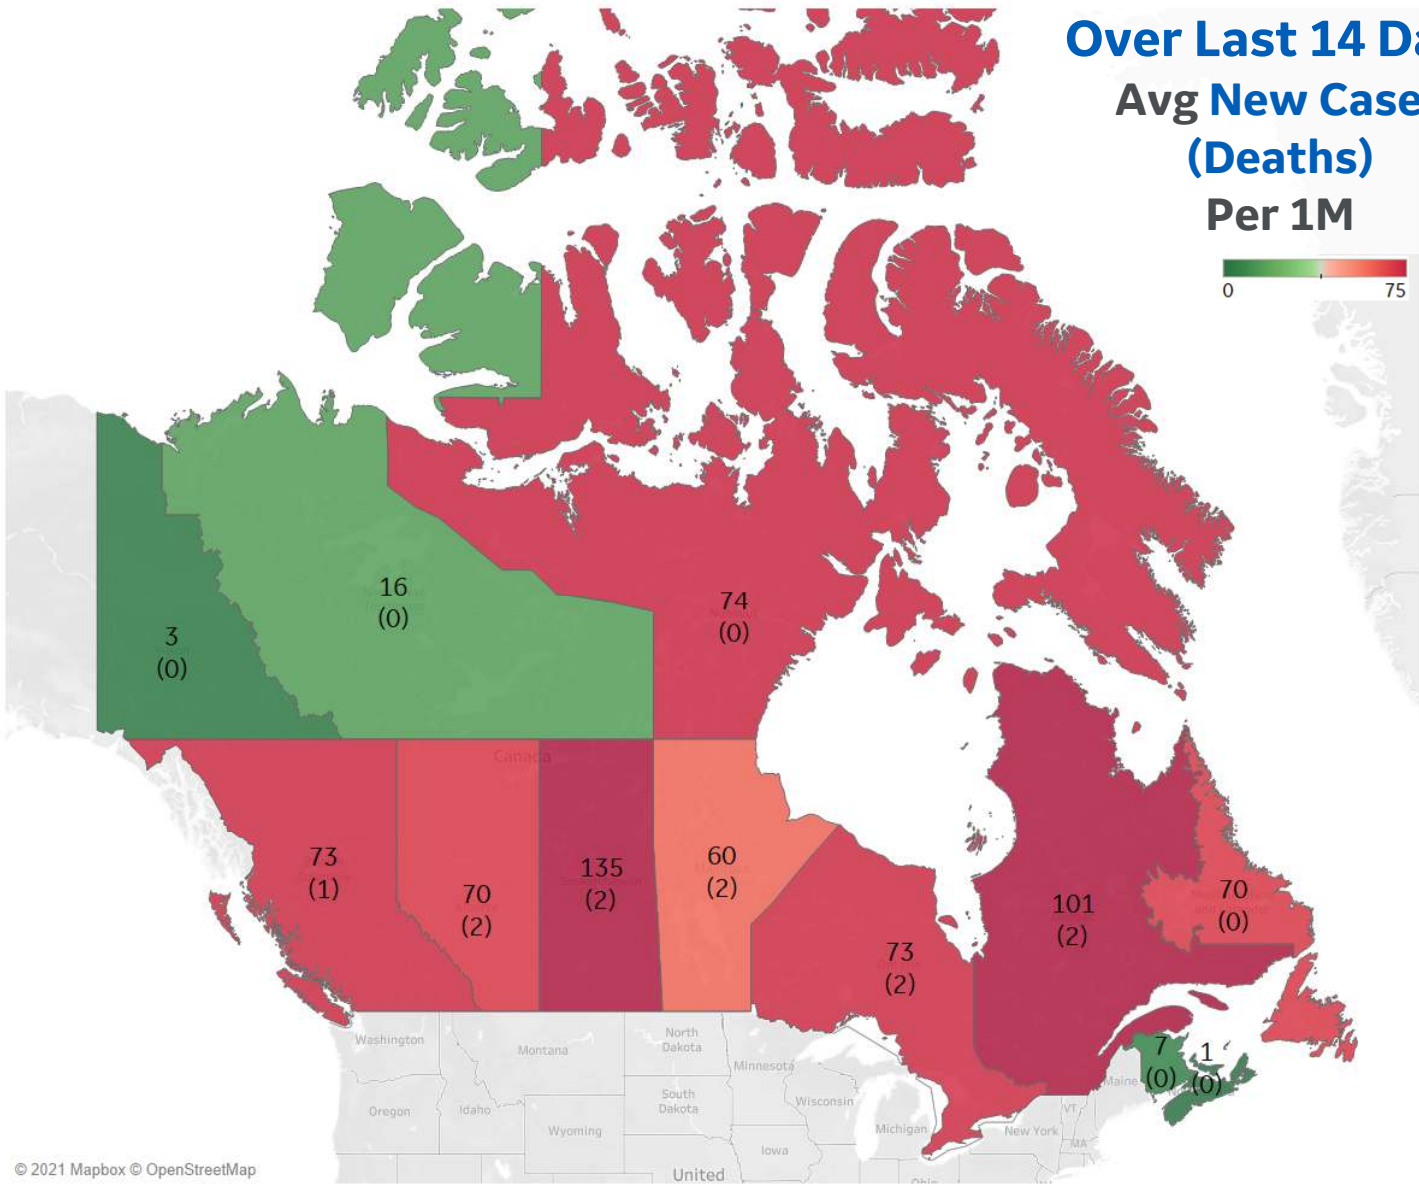 Over Last 14 Da
Avg New Case
(Deaths)
Per 1M
0
75
16
(0)
74
(0)
3
(0)
Canada
73
(1)
70
(2)
135
(2)
60
(2)
73
(2)
101
(2)
70
(0)
7
(0)
1
(0)
Washington
Montana
North
Dakota
Minnesota
Maine
Oregon
Idaho
South
Dakota
Wisconsin
Wyoming
Michigan
New York
VT
MA
Iowa
Ohio
United
© 2021 Mapbox © OpenStreetMap